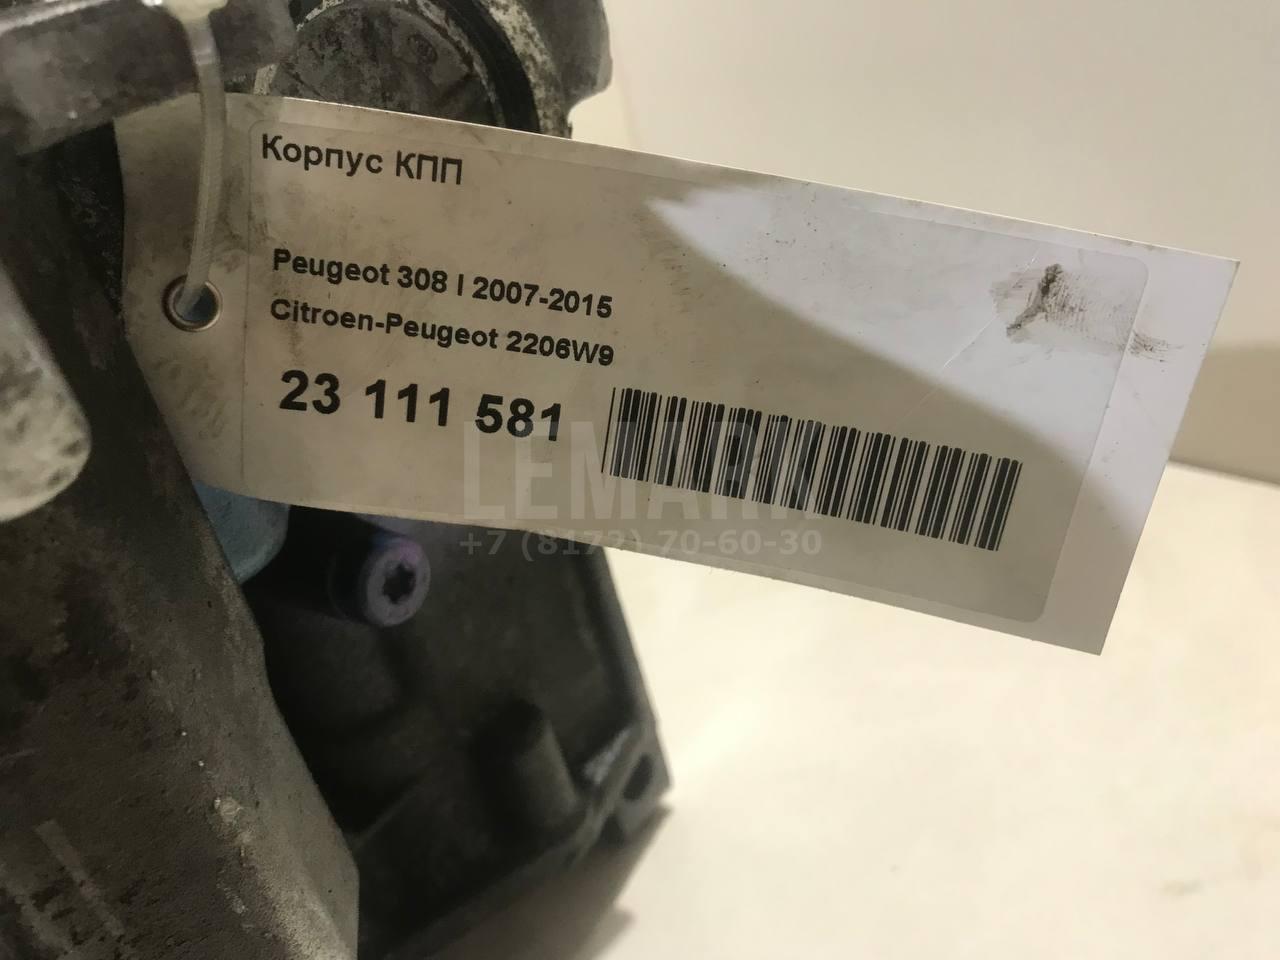 Корпус КПП
Peugeot 308 I 2007-2015
Citroen-Peugeot 2206W9
23 111 581
LEMARK
+7 (8172) 70-60-30